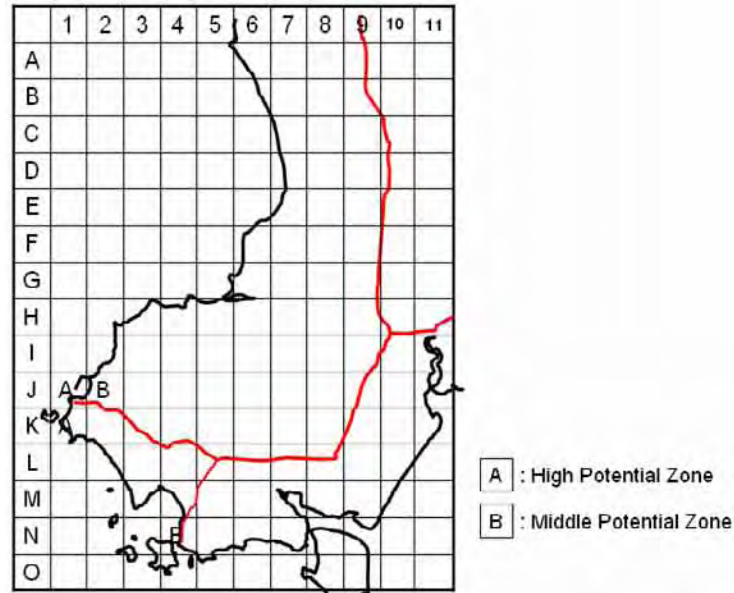 1 2 3 4 5 6 7 8 9 10 11
A
B
C
D
E
F
G
H
I
J A B
K
L
M
N
O
A : High Potential Zone
B : Middle Potential Zone